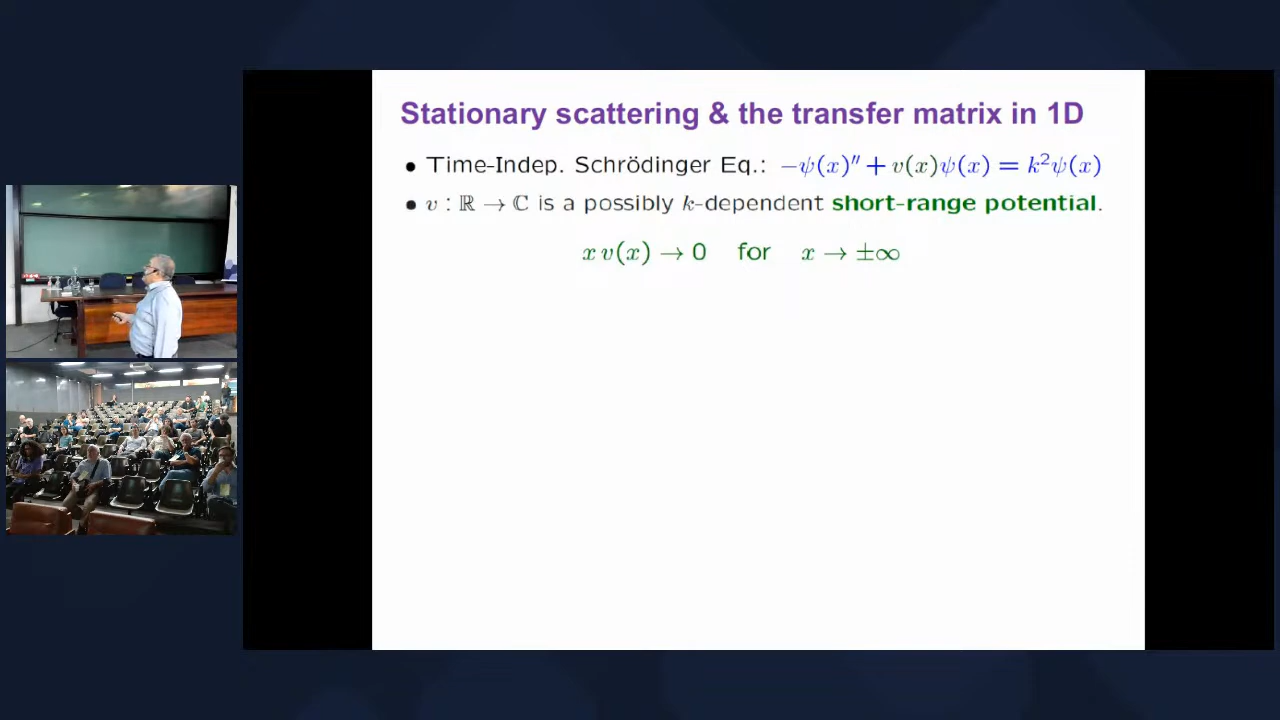 Stationary scattering & the transfer matrix in 1D
• Time-Indep. Schrödinger Eq.: −ψ(x)″ + v(x)ψ(x) = k²ψ(x)
• v : ℝ → ℂ is a possibly k-dependent short-range potential.
x v(x) → 0 for x → ±∞